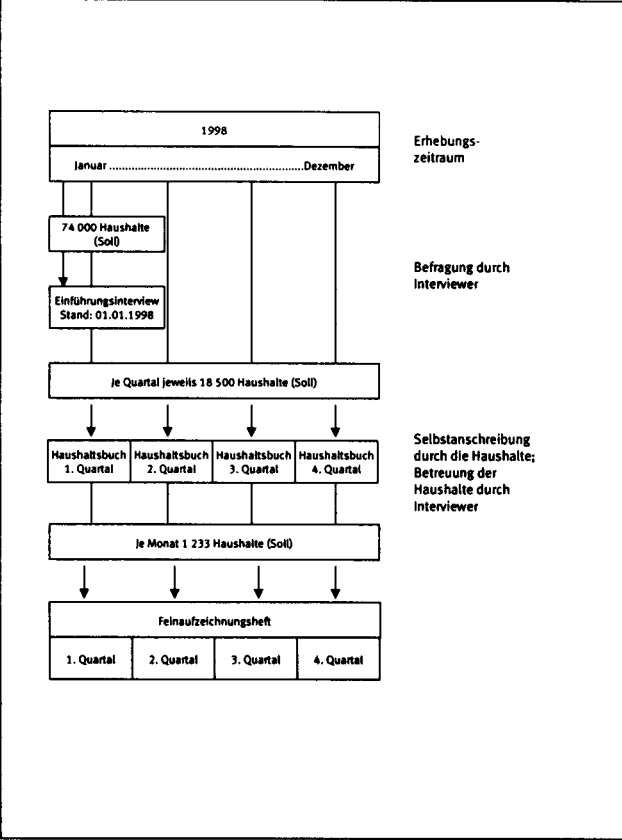 1998
Januar ............................................................Dezember
Erhebungs-
zeitraum
74 000 Haushalte
(Soll)
Befragung durch
Interviewer
Einführungsinterview
Stand: 01.01.1998
Je Quartal jeweils 18 500 Haushalte (Soll)
Haushaltsbuch
1. Quartal
Haushaltsbuch
2. Quartal
Haushaltsbuch
3. Quartal
Haushaltsbuch
4. Quartal
Selbstanschreibung
durch die Haushalte;
Betreuung der
Haushalte durch
Interviewer
Je Monat 1 233 Haushalte (Soll)
Feinaufzeichnungsheft
1. Quartal
2. Quartal
3. Quartal
4. Quartal